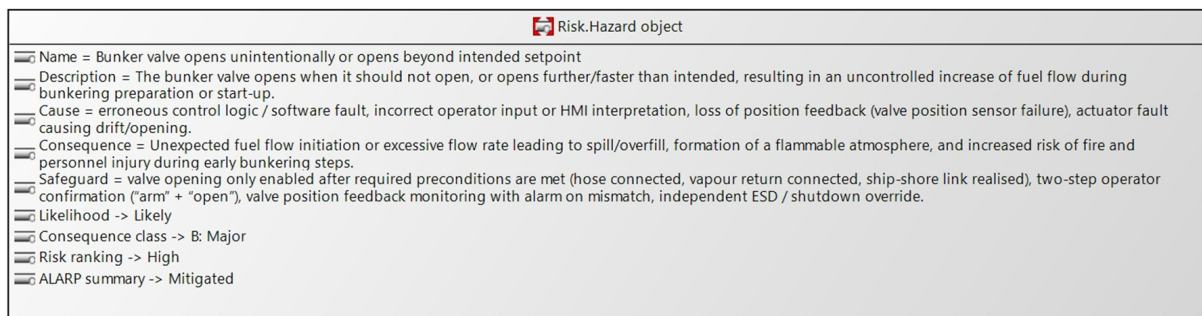 Risk.Hazard object
Name = Bunker valve opens unintentionally or opens beyond intended setpoint
Description = The bunker valve opens when it should not open, or opens further/faster than intended, resulting in an uncontrolled increase of fuel flow during
bunkering preparation or start-up.
Cause = erroneous control logic / software fault, incorrect operator input or HMI interpretation, loss of position feedback (valve position sensor failure), actuator fault
causing drift/opening.
Consequence = Unexpected fuel flow initiation or excessive flow rate leading to spill/overfill, formation of a flammable atmosphere, and increased risk of fire and
personnel injury during early bunkering steps.
Safeguard = valve opening only enabled after required preconditions are met (hose connected, vapour return connected, ship-shore link realised), two-step operator
confirmation (“arm” + “open”), valve position feedback monitoring with alarm on mismatch, independent ESD / shutdown override.
Likelihood -> Likely
Consequence class -> B: Major
Risk ranking -> High
ALARP summary -> Mitigated